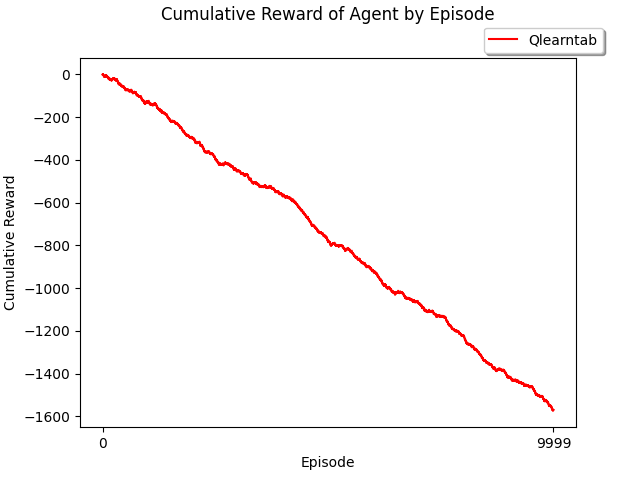 Cumulative Reward of Agent by Episode
Qlearntab
0
−200
−400
−600
−800
−1000
−1200
−1400
−1600
Cumulative Reward
0
9999
Episode